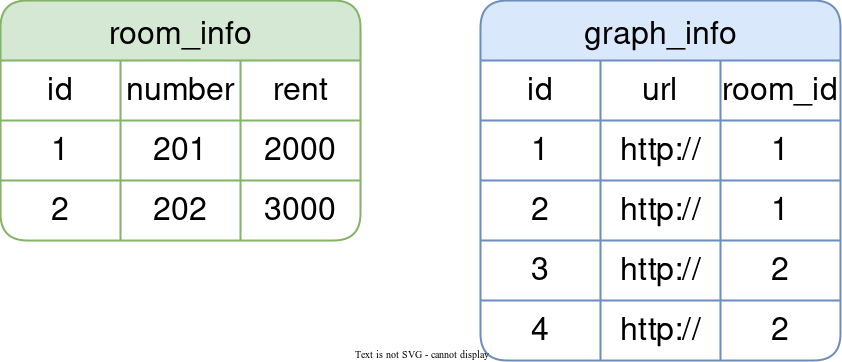 room_info
id number rent
1 201 2000
2 202 3000
graph_info
id url room_id
1 http:// 1
2 http:// 1
3 http:// 2
4 http:// 2
Text is not SVG - cannot display